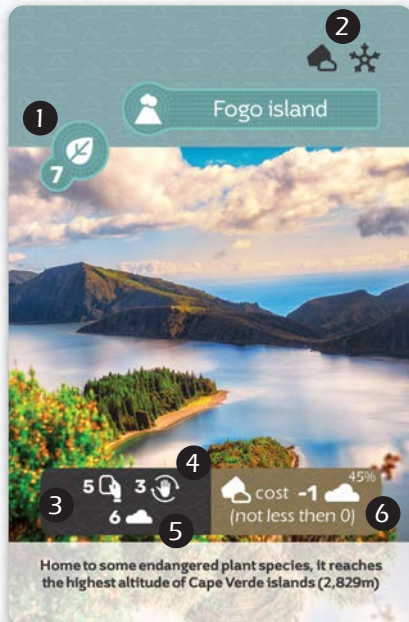 2
1
Fogo island
7
4
5 3
45%
3
cost -1
6
(not less then 0)
6
5
Home to some endangered plant species, it reaches
the highest altitude of Cape Verde islands (2,829m)